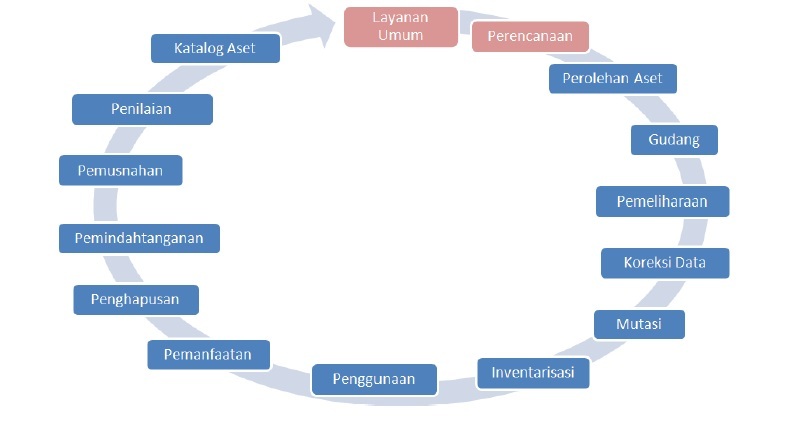 Layanan
Umum
Perencanaan
Perolehan Aset
Gudang
Pemeliharaan
Koreksi Data
Mutasi
Inventarisasi
Penggunaan
Pemanfaatan
Penghapusan
Pemindahtanganan
Pemusnahan
Penilaian
Katalog Aset